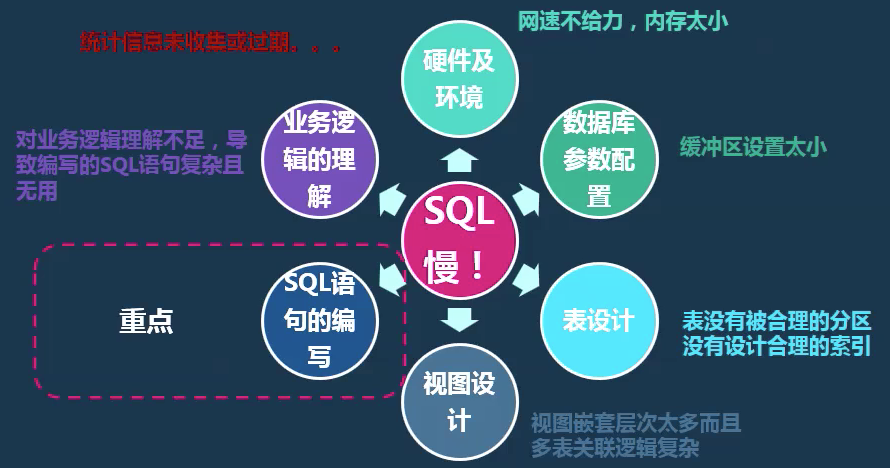 网速不给力，内存太小
统计信息未收集或过期。。。
硬件及
环境
业务逻
辑的理
解
对业务逻辑理解不足，导
致编写的SQL语句复杂且
无用
数据库
参数配
置
缓冲区设置太小
SQL
慢！
重点
SQL语
句的编
写
表设计
表没有被合理的分区
没有设计合理的索引
视图设
计
视图嵌套层次太多而且
多表关联逻辑复杂